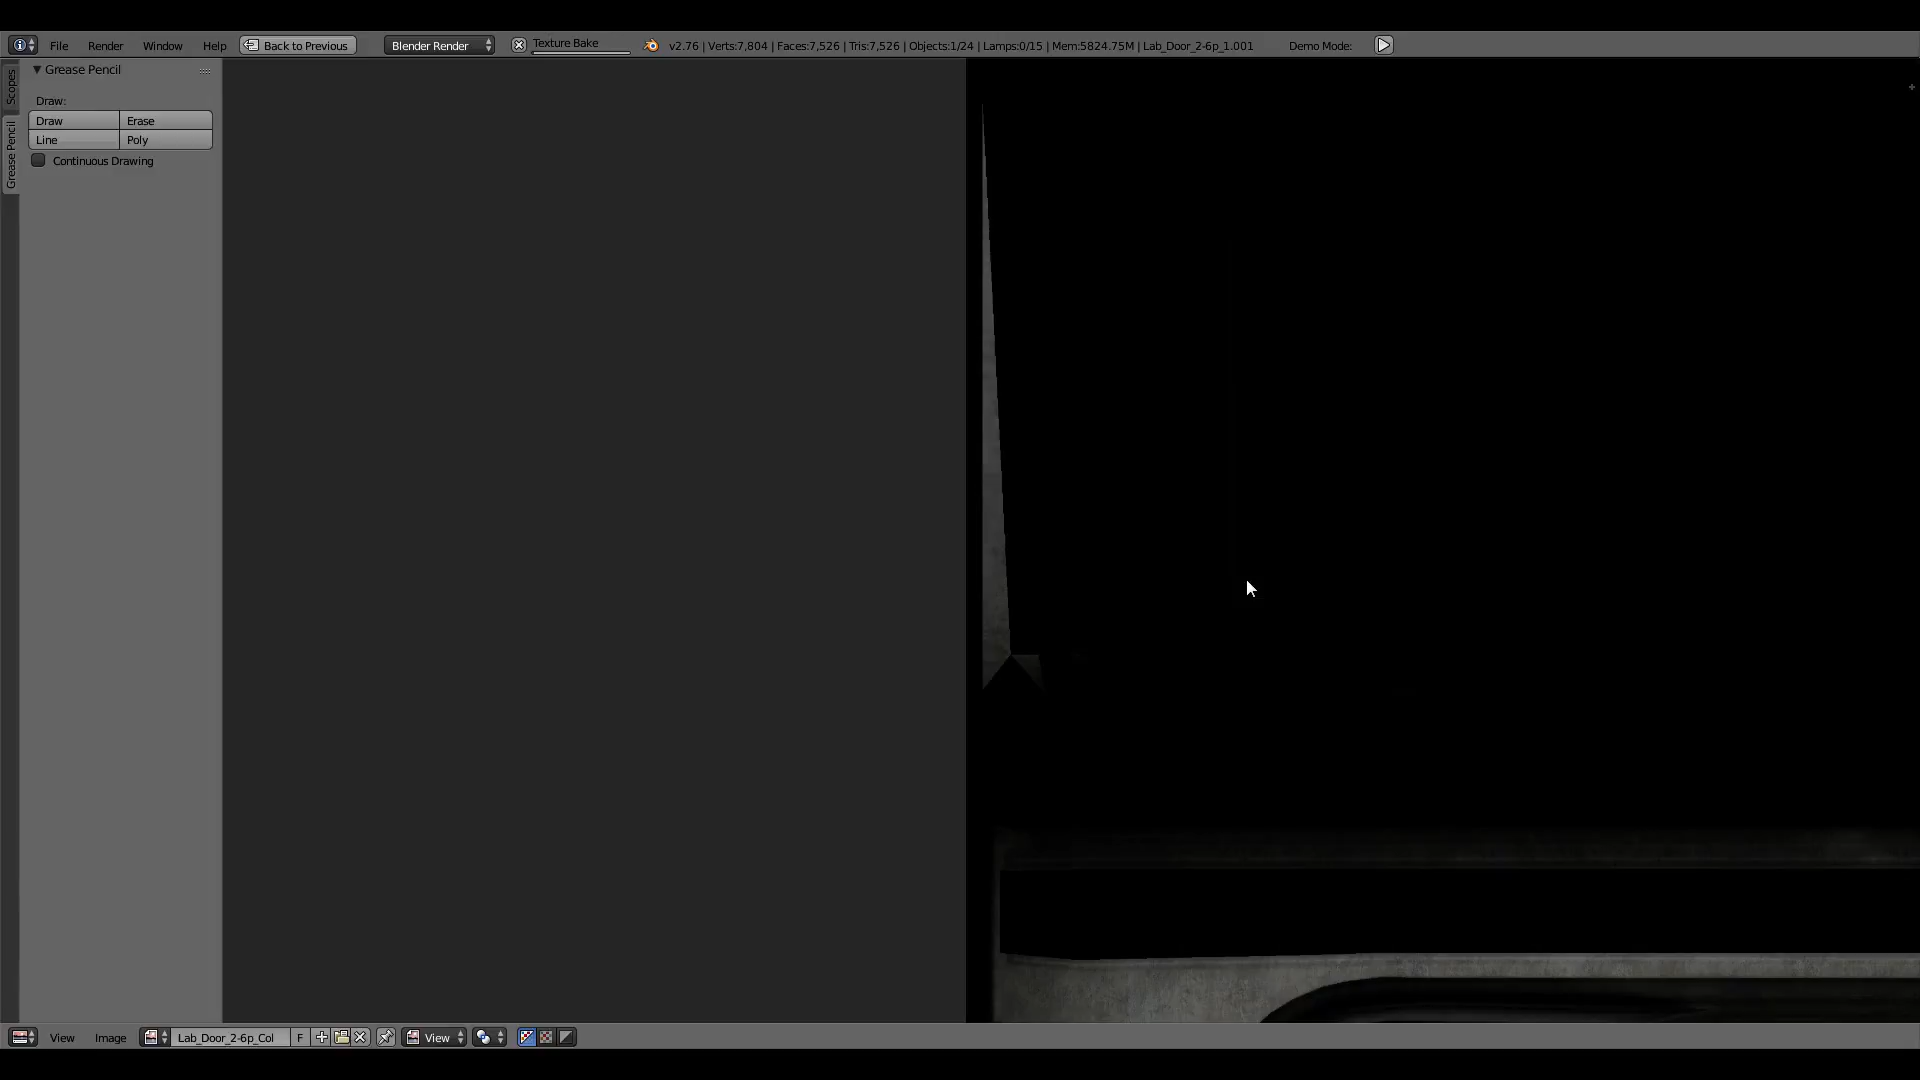 File Render Window Help Back to Previous Blender Render Texture Bake v2.76 | Verts:7,804 | Faces:7,526 | Tris:7,526 | Objects:1/24 | Lamps:0/15 | Mem:5824.75M | Lab_Door_2-6p_1.001 Demo Mode:
Scopes
Grease Pencil
Grease Pencil
Draw:
Draw Erase
Line Poly
Continuous Drawing
View Image Lab_Door_2-6p_Col F View